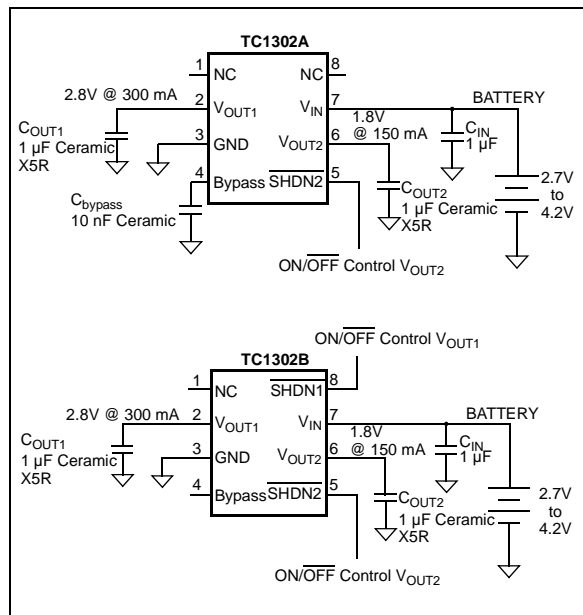 TC1302A
1
NC
8
NC
2.8V @ 300 mA
2
VOUT1
7
VIN
BATTERY
COUT1
1 µF Ceramic
X5R
3
GND
6
VOUT2
1.8V
@ 150 mA
CIN
1 µF
4
Bypass
5
SHDN2
Cbypass
10 nF Ceramic
COUT2
1 µF Ceramic
X5R
2.7V
to
4.2V
ON/OFF Control VOUT2
ON/OFF Control VOUT1
TC1302B
1
NC
8
SHDN1
2.8V @ 300 mA
2
VOUT1
7
VIN
BATTERY
COUT1
1 µF Ceramic
X5R
3
GND
6
VOUT2
1.8V
@ 150 mA
CIN
1 µF
4
Bypass
5
SHDN2
COUT2
1 µF Ceramic
X5R
2.7V
to
4.2V
ON/OFF Control VOUT2